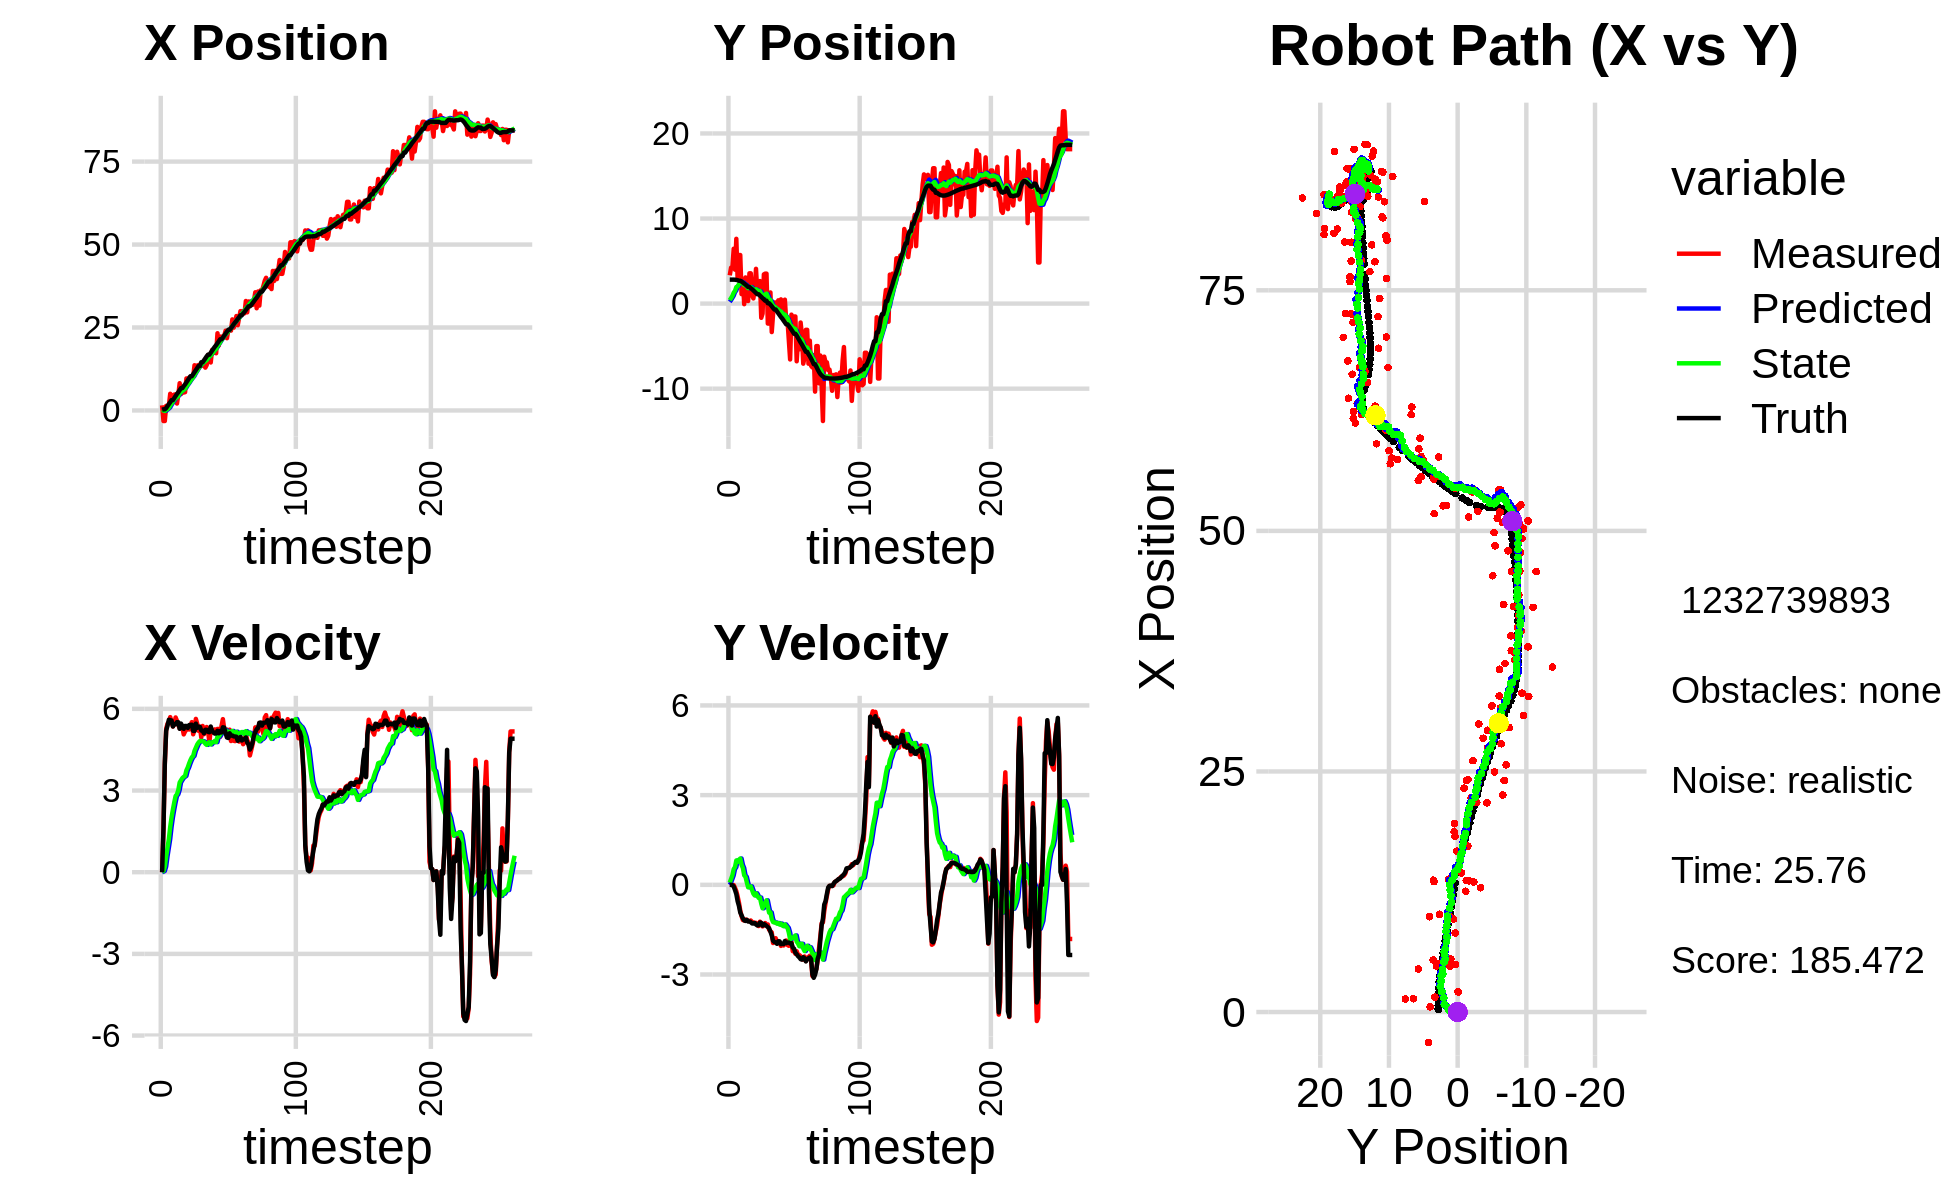 X Position
75
50
25
0
0
100
200
timestep
Y Position
20
10
0
-10
0
100
200
timestep
X Velocity
6
3
0
-3
-6
0
100
200
timestep
Y Velocity
6
3
0
-3
0
100
200
timestep
Robot Path (X vs Y)
X Position
75
50
25
0
20 10 0 -10 -20
Y Position
variable
Measured
Predicted
State
Truth
1232739893
Obstacles: none
Noise: realistic
Time: 25.76
Score: 185.472